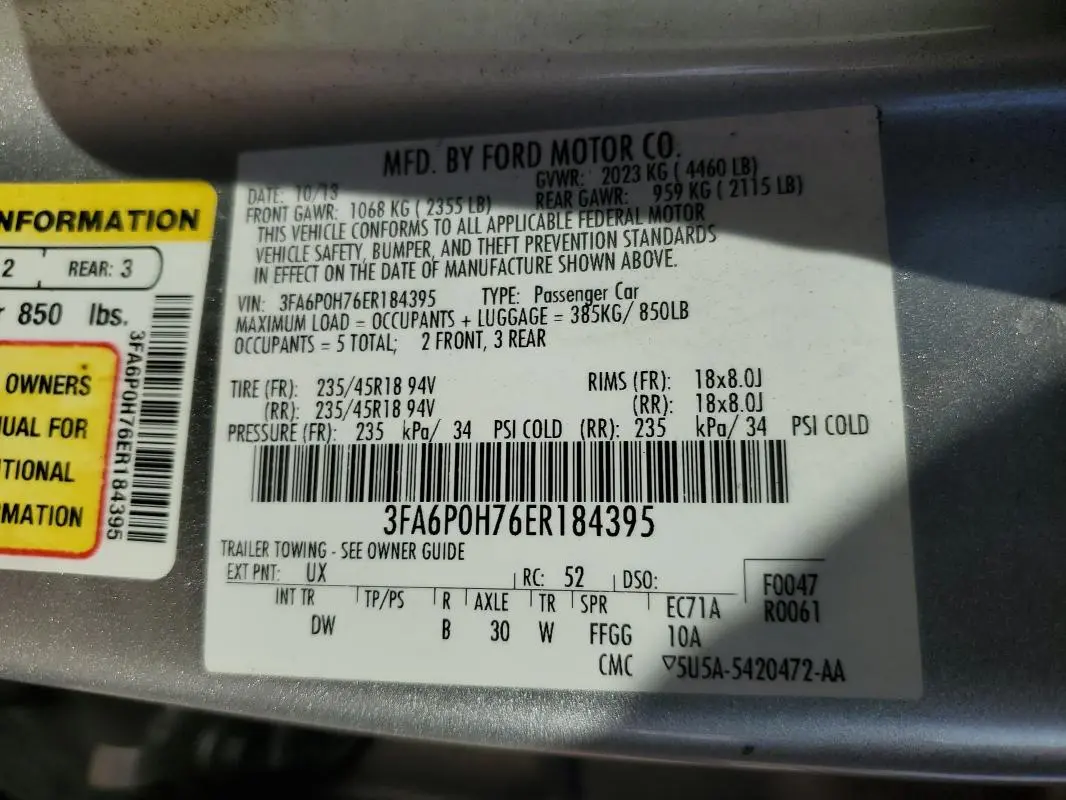 NFORMATION
2 REAR: 3
850 lbs.
OWNERS
UAL FOR
TIONAL
MATION
3FA6P0H76ER184395
MFD. BY FORD MOTOR CO.
DATE: 10/13 GVWR: 2023 KG ( 4460 LB)
FRONT GAWR: 1068 KG ( 2355 LB) REAR GAWR: 959 KG ( 2115 LB)
THIS VEHICLE CONFORMS TO ALL APPLICABLE FEDERAL MOTOR
VEHICLE SAFETY, BUMPER, AND THEFT PREVENTION STANDARDS
IN EFFECT ON THE DATE OF MANUFACTURE SHOWN ABOVE.
VIN: 3FA6P0H76ER184395 TYPE: Passenger Car
MAXIMUM LOAD = OCCUPANTS + LUGGAGE = 385KG/ 850LB
OCCUPANTS = 5 TOTAL; 2 FRONT, 3 REAR
TIRE (FR): 235/45R18 94V RIMS (FR): 18x8.0J
(RR): 235/45R18 94V (RR): 18x8.0J
PRESSURE (FR): 235 kPa/ 34 PSI COLD (RR): 235 kPa/ 34 PSI COLD
3FA6P0H76ER184395
TRAILER TOWING - SEE OWNER GUIDE
EXT PNT: UX RC: 52 DSO: F0047
INT TR TP/PS R AXLE TR SPR EC71A R0061
DW B 30 W FFGG 10A
CMC ▽5U5A-5420472-AA